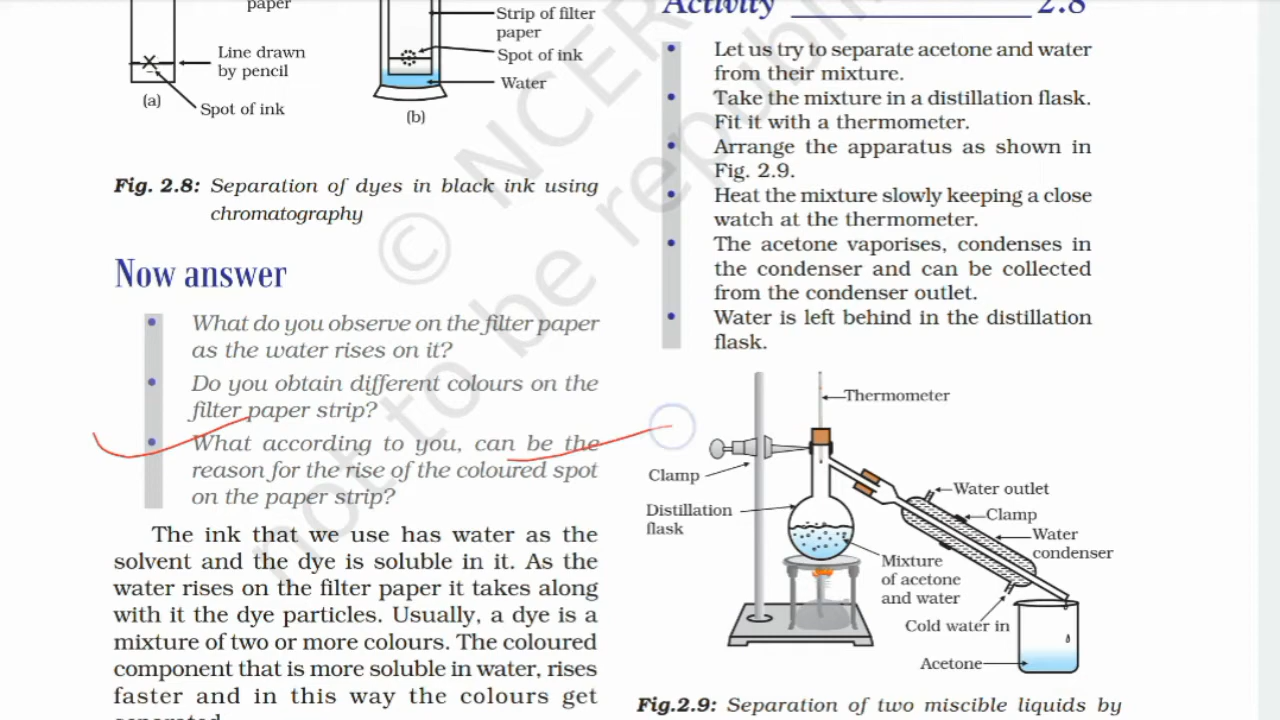 paper
Line drawn
by pencil
Spot of ink
(a)
Strip of filter
paper
Spot of ink
Water
(b)
Fig. 2.8: Separation of dyes in black ink using
chromatography
Now answer
• What do you observe on the filter paper
as the water rises on it?
• Do you obtain different colours on the
filter paper strip?
• What according to you, can be the
reason for the rise of the coloured spot
on the paper strip?
The ink that we use has water as the
solvent and the dye is soluble in it. As the
water rises on the filter paper it takes along
with it the dye particles. Usually, a dye is a
mixture of two or more colours. The coloured
component that is more soluble in water, rises
faster and in this way the colours get
separated.
Activity 2.8
• Let us try to separate acetone and water
from their mixture.
• Take the mixture in a distillation flask.
Fit it with a thermometer.
• Arrange the apparatus as shown in
Fig. 2.9.
• Heat the mixture slowly keeping a close
watch at the thermometer.
• The acetone vaporises, condenses in
the condenser and can be collected
from the condenser outlet.
• Water is left behind in the distillation
flask.
Thermometer
Clamp
Distillation
flask
Water outlet
Clamp
Water
condenser
Mixture
of acetone
and water
Cold water in
Acetone
Fig.2.9: Separation of two miscible liquids by
© NCER
not to be republi